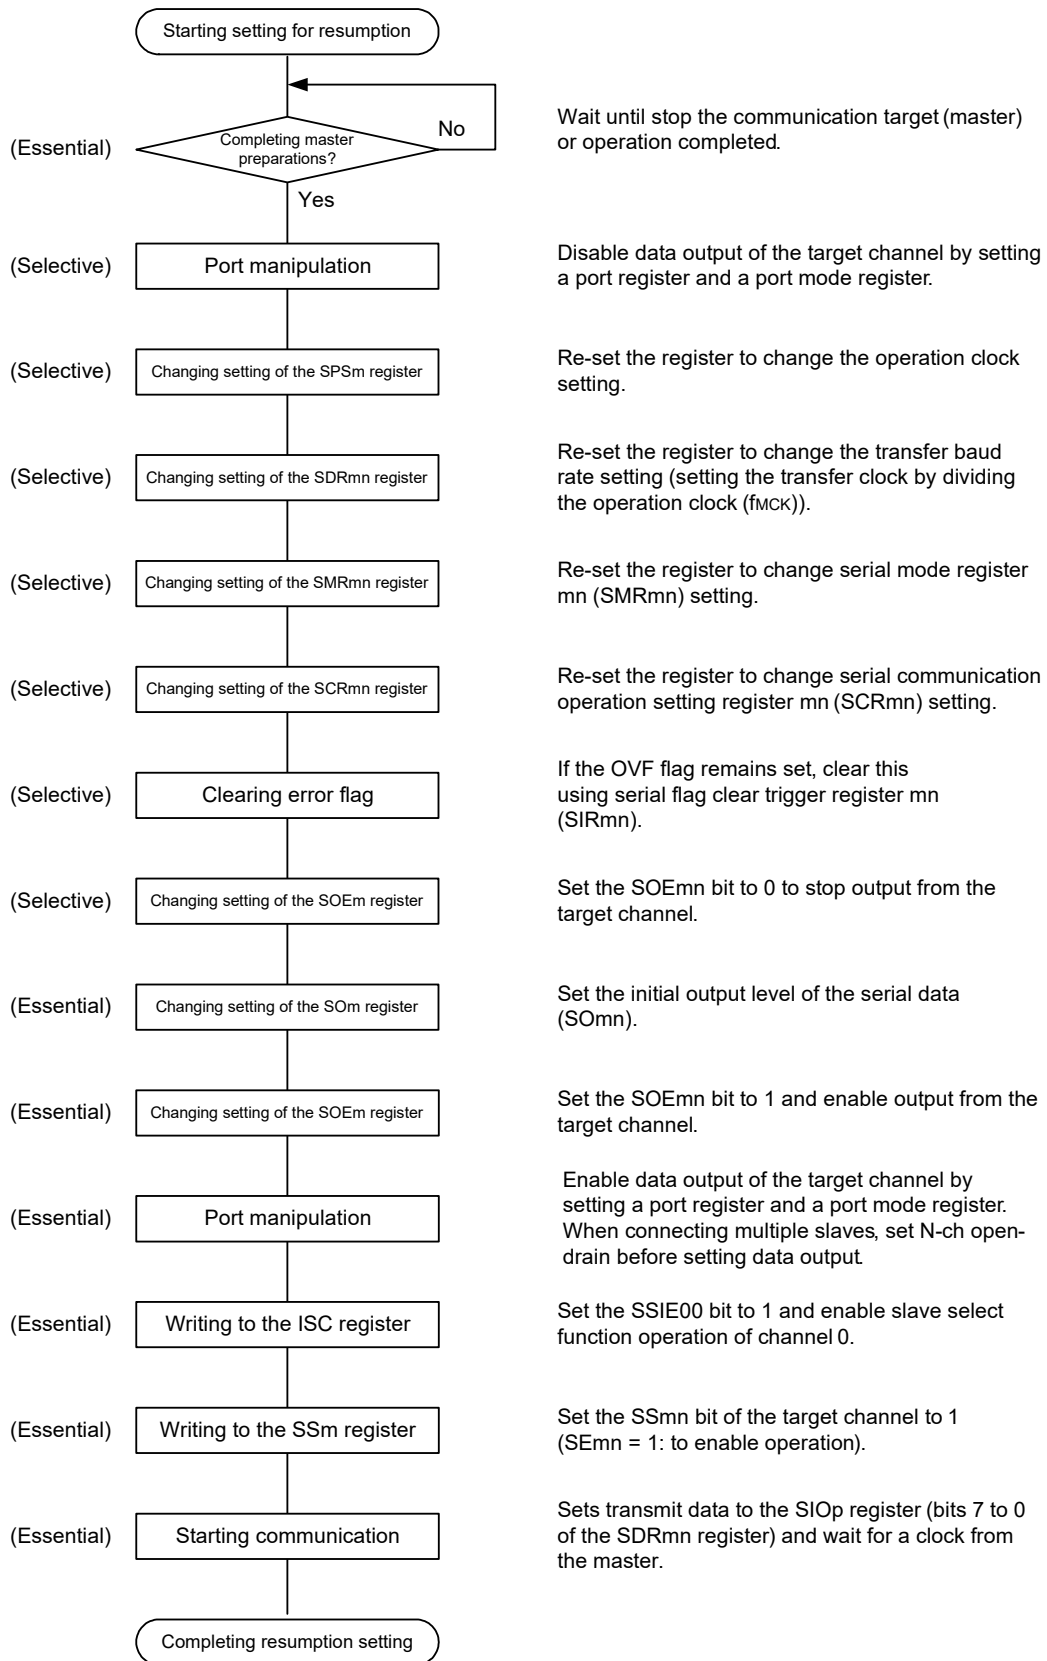 Starting setting for resumption
(Essential)
Completing master
preparations?
No
Yes
Wait until stop the communication target (master)
or operation completed.
(Selective)
Port manipulation
Disable data output of the target channel by setting
a port register and a port mode register.
(Selective)
Changing setting of the SPSm register
Re-set the register to change the operation clock
setting.
(Selective)
Changing setting of the SDRmn register
Re-set the register to change the transfer baud
rate setting (setting the transfer clock by dividing
the operation clock (fMCK)).
(Selective)
Changing setting of the SMRmn register
Re-set the register to change serial mode register
mn (SMRmn) setting.
(Selective)
Changing setting of the SCRmn register
Re-set the register to change serial communication
operation setting register mn (SCRmn) setting.
(Selective)
Clearing error flag
If the OVF flag remains set, clear this
using serial flag clear trigger register mn
(SIRmn).
(Selective)
Changing setting of the SOEm register
Set the SOEmn bit to 0 to stop output from the
target channel.
(Essential)
Changing setting of the SOm register
Set the initial output level of the serial data
(SOmn).
(Essential)
Changing setting of the SOEm register
Set the SOEmn bit to 1 and enable output from the
target channel.
(Essential)
Port manipulation
Enable data output of the target channel by
setting a port register and a port mode register.
When connecting multiple slaves, set N-ch open-
drain before setting data output.
(Essential)
Writing to the ISC register
Set the SSIE00 bit to 1 and enable slave select
function operation of channel 0.
(Essential)
Writing to the SSm register
Set the SSmn bit of the target channel to 1
(SEmn = 1: to enable operation).
(Essential)
Starting communication
Sets transmit data to the SIOp register (bits 7 to 0
of the SDRmn register) and wait for a clock from
the master.
Completing resumption setting